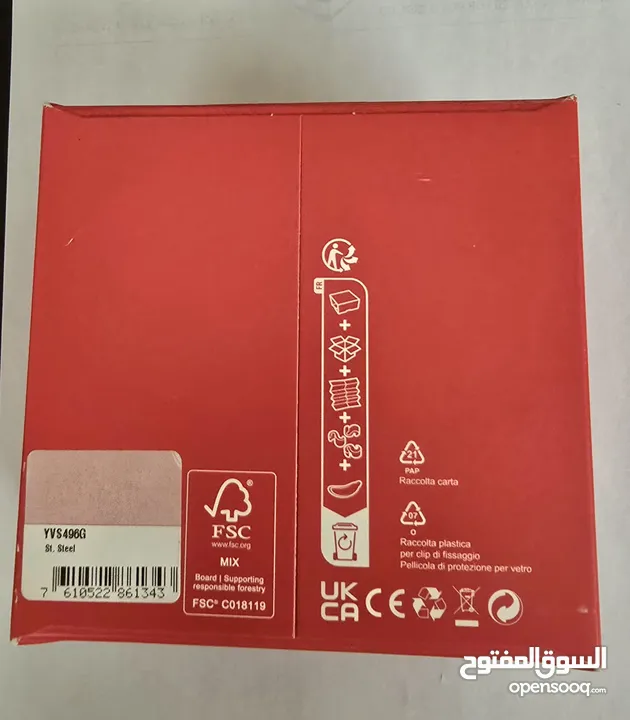 FR
YVS496G
St. Steel
7 610522 861343
FSC
www.fsc.org
MIX
Board | Supporting
responsible forestry
FSC® C018119
21
PAP
Raccolta carta
07
O
Raccolta plastica
per clip di fissaggio
Pellicola di protezione per vetro
UK
CA CE
السوق المفتوح
opensooq.com